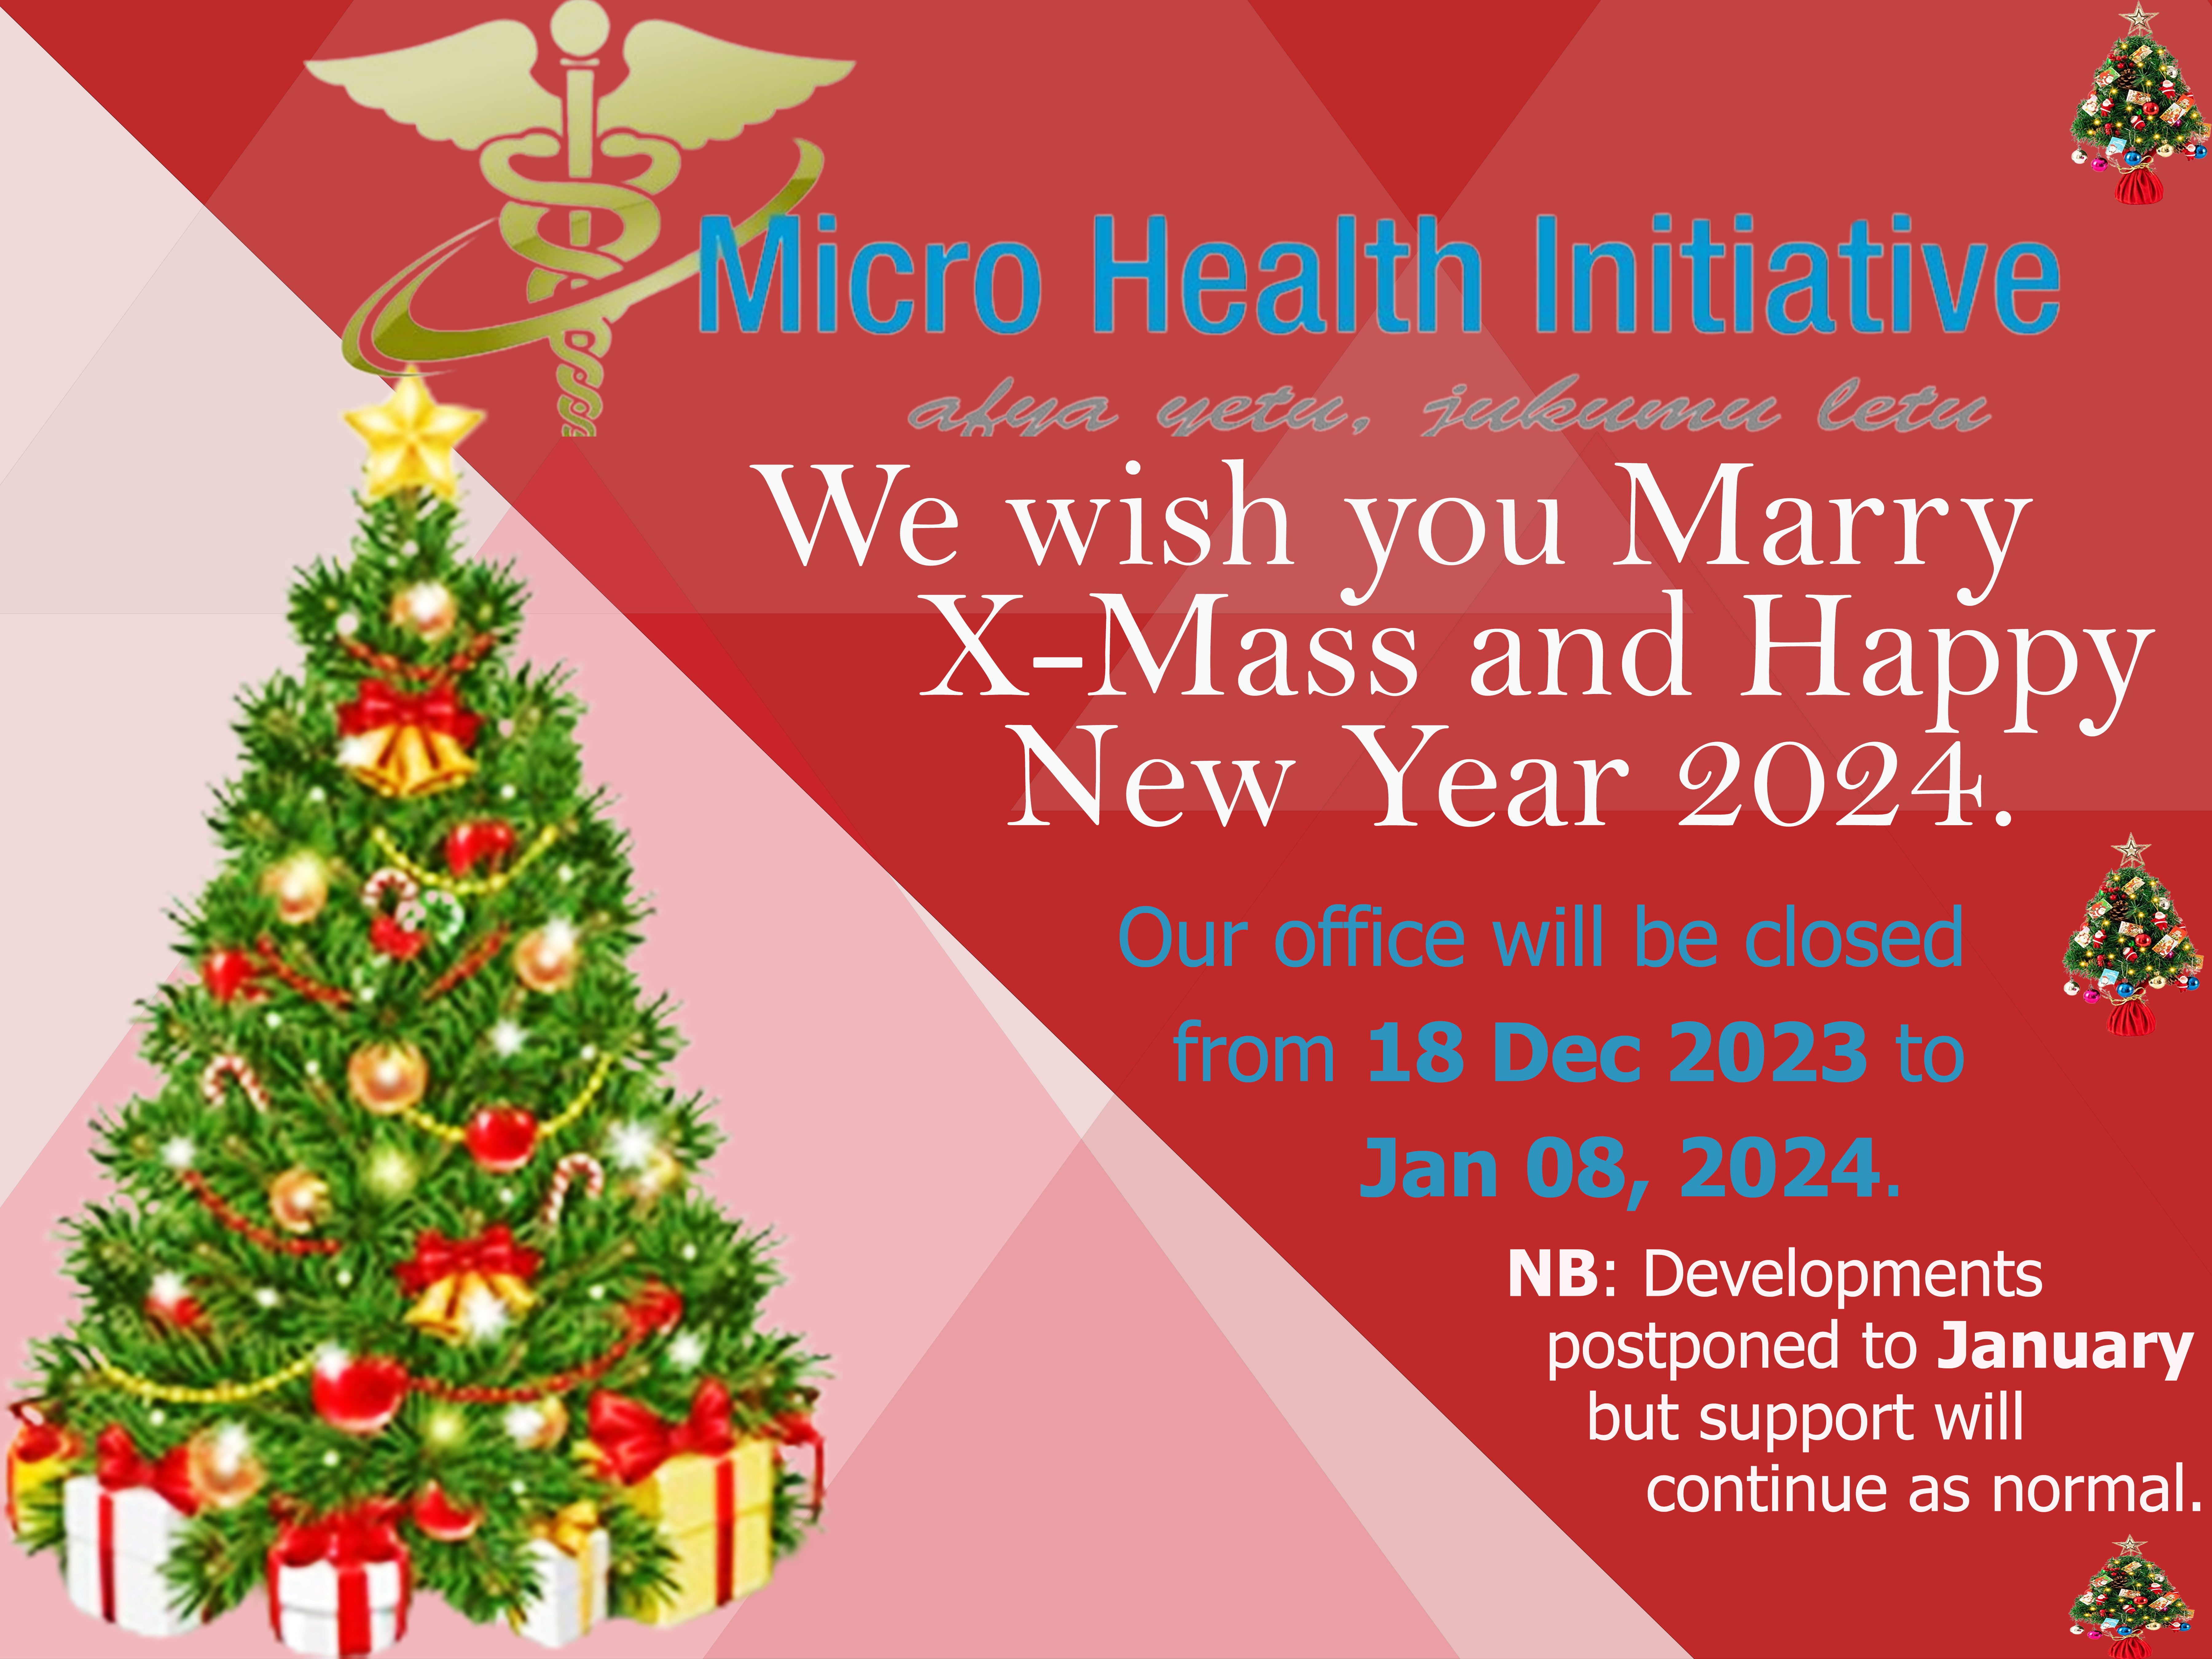 Micro Health Initiative
afya yetu, jukumu letu
We wish you Marry
X-Mass and Happy
New Year 2024.
Our office will be closed
from 18 Dec 2023 to
Jan 08, 2024.
NB: Developments
postponed to January
but support will
continue as normal.